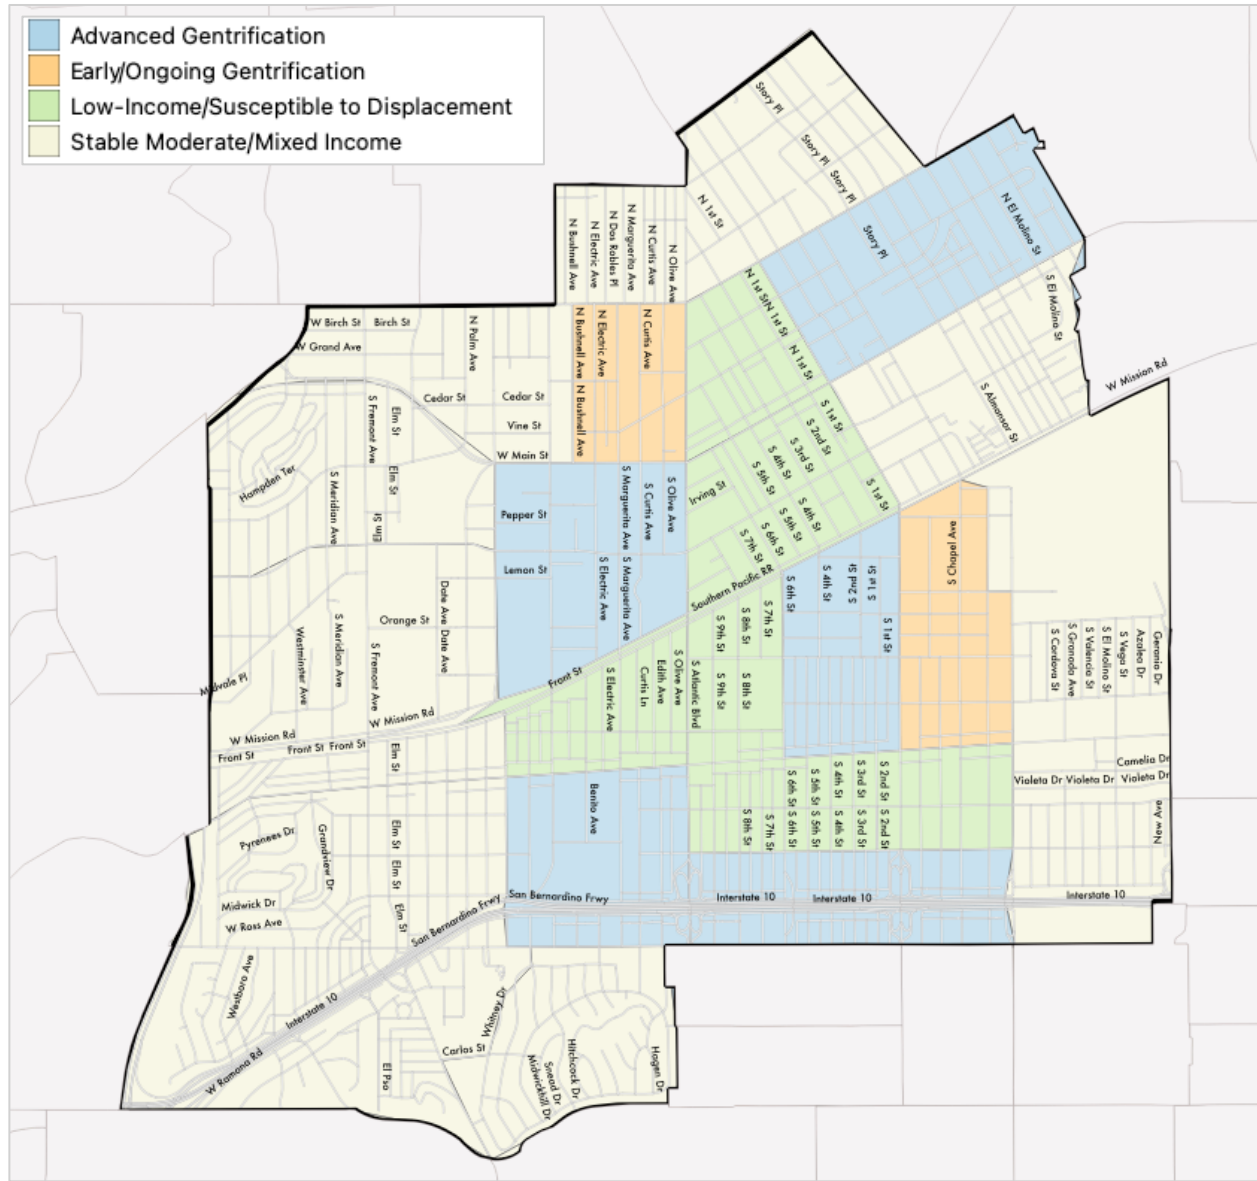 Advanced Gentrification
Early/Ongoing Gentrification
Low-Income/Susceptible to Displacement
Stable Moderate/Mixed Income
Story Pl
Story Pl
Story Pl
N 1st St
N El Molino St
Story Pl
N Bushnell Ave
N Electric Ave
N Dos Robles Pl
N Marguerita Ave
N Curtis Ave
N Olive Ave
S El Molino St
N 1st St
N 1st St
N 1st St
W Birch St
Birch St
W Grand Ave
N Palm Ave
N Bushnell Ave
N Electric Ave
N Curtis Ave
W Mission Rd
Cedar St
Cedar St
N Bushnell Ave
S Almansor St
S Fremont Ave
Elm St
Vine St
S 1st St
S 2nd St
S 3rd St
S 4th St
S 5th St
W Main St
Hampden Ter
Elm St
S Meridian Ave
S Marguerita Ave
S Curtis Ave
S Olive Ave
Irving St
S 1st St
S 4th St
S 5th St
S 6th St
S 7th St
Pepper St
Elm St
S Chapel Ave
Lemon St
S Electric Ave
S Marguerita Ave
Southern Pacific RR
S 6th St
S 4th St
S 2nd St
S 1st St
Date Ave
Date Ave
Orange St
S 9th St
S 8th St
S 7th St
S 1st St
Westminster Ave
S Meridian Ave
S Fremont Ave
S Cordova St
S Granada Ave
S Valencia St
S El Molino St
S Vega St
Azalea Dr
Gerania Dr
Midvale Pl
Front St
S Electric Ave
Curtis Ln
Edith Ave
S Olive Ave
S Atlantic Blvd
S 9th St
S 8th St
W Mission Rd
W Mission Rd
Front St
Front St
Front St
Elm St
Camelia Dr
Violeta Dr
Violeta Dr
Violeta Dr
Benito Ave
S 6th St
S 5th St
S 4th St
S 3rd St
S 2nd St
S 8th St
S 7th St
S 6th St
S 5th St
S 4th St
S 3rd St
S 2nd St
New Ave
Pyrenees Dr
Grandview Dr
Elm St
Elm St
Midwick Dr
W Ross Ave
Elm St
San Bernardino Frwy
San Bernardino Frwy
Interstate 10
Interstate 10
Interstate 10
Westboro Ave
Interstate 10
W Ramona Rd
Whitney Dr
Carlos St
El Pso
Midwickhill Dr
Snead Dr
Hitchcock Dr
Hagen Dr